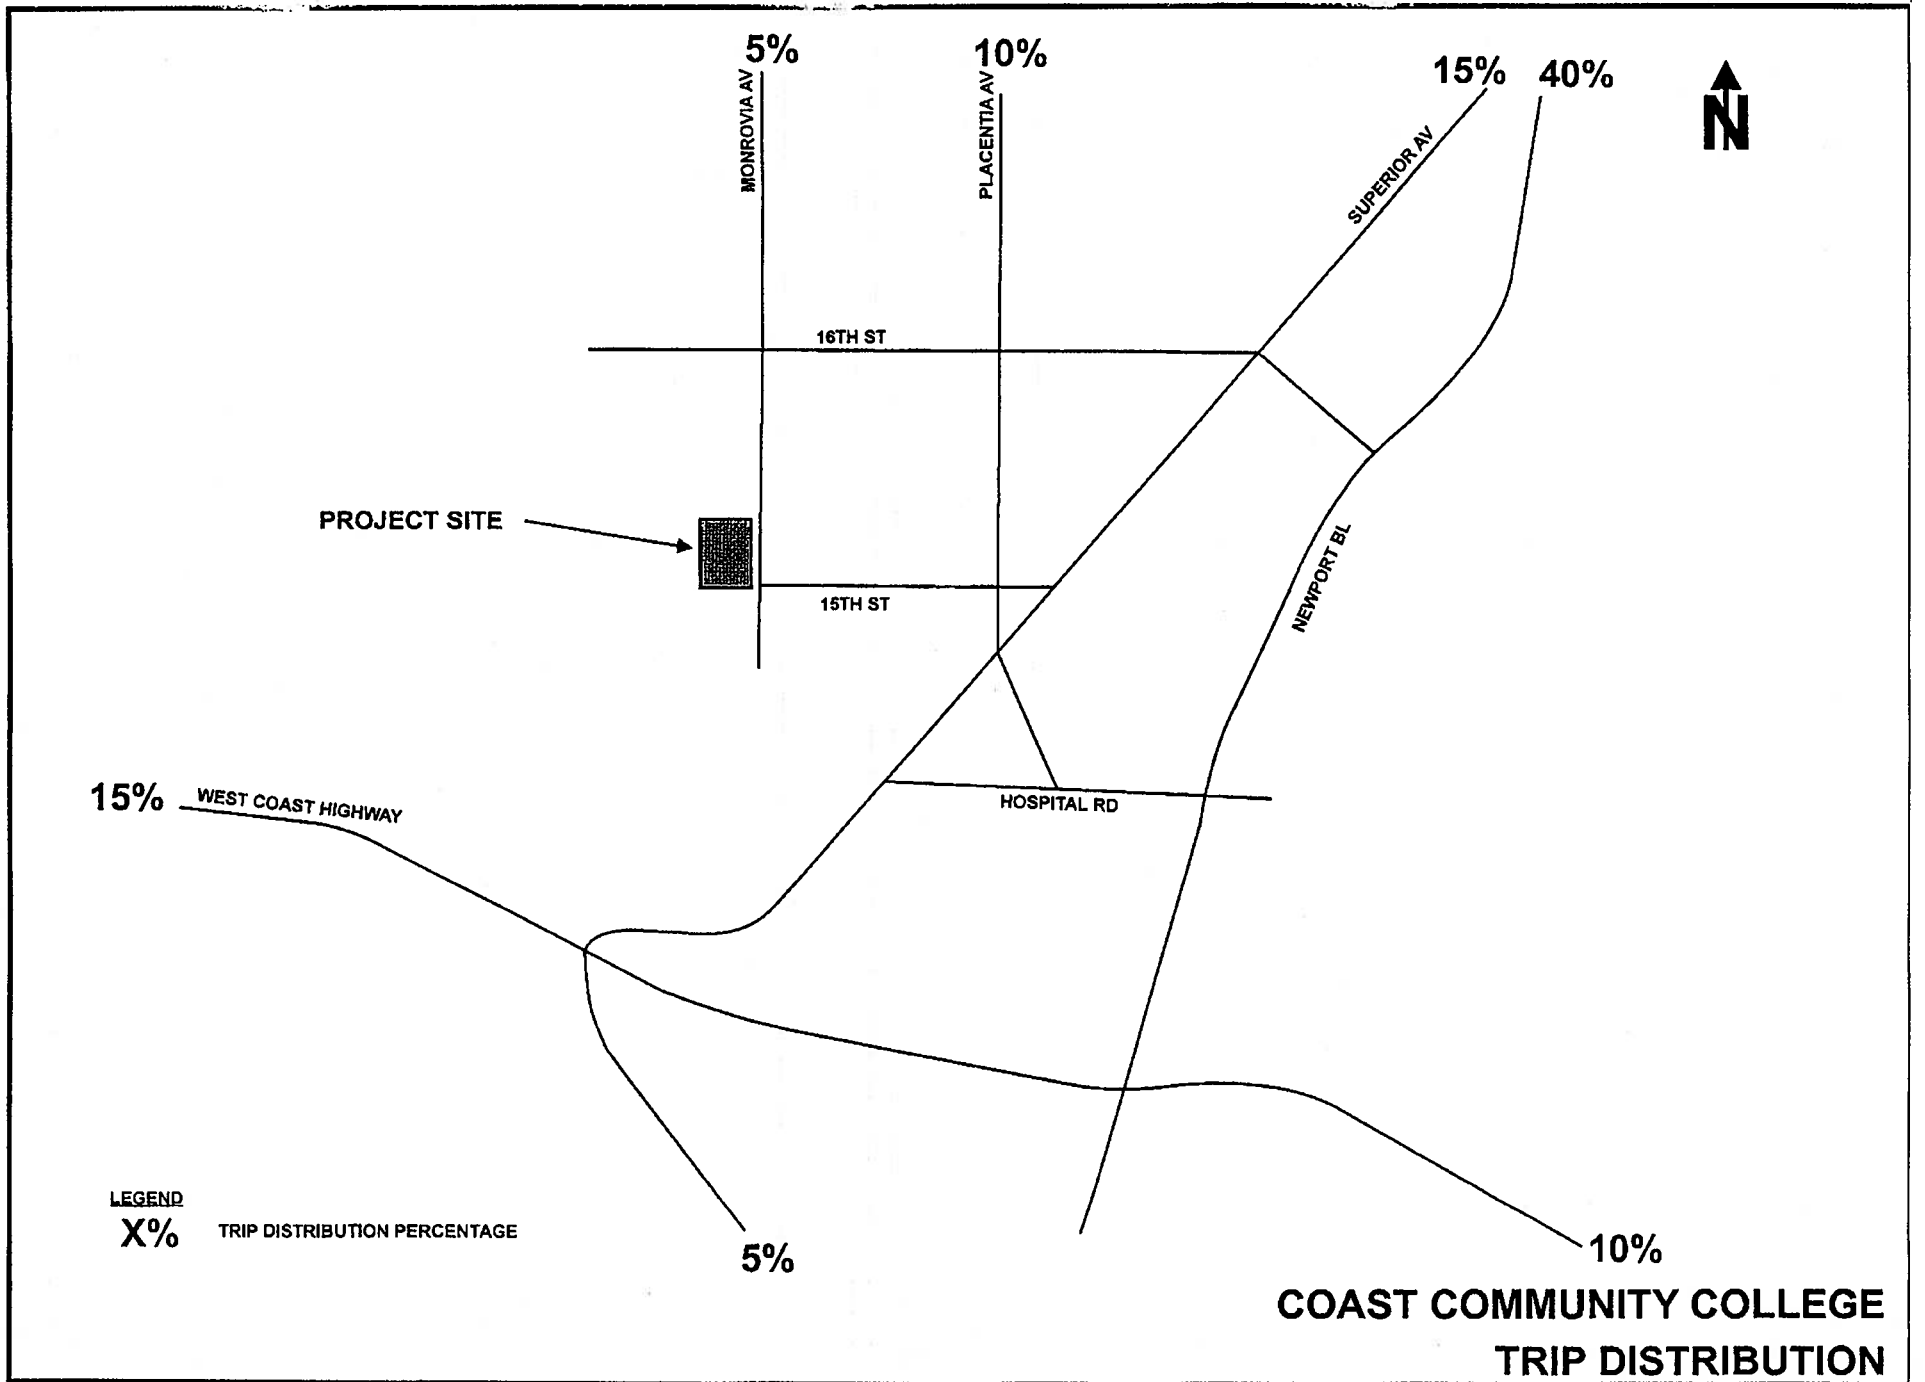 5%
10%
15%
40%
MONROVIA AV
PLACENTIA AV
SUPERIOR AV
N
16TH ST
PROJECT SITE
15TH ST
NEWPORT BL
15%
WEST COAST HIGHWAY
HOSPITAL RD
LEGEND
X% TRIP DISTRIBUTION PERCENTAGE
5%
10%
COAST COMMUNITY COLLEGE
TRIP DISTRIBUTION